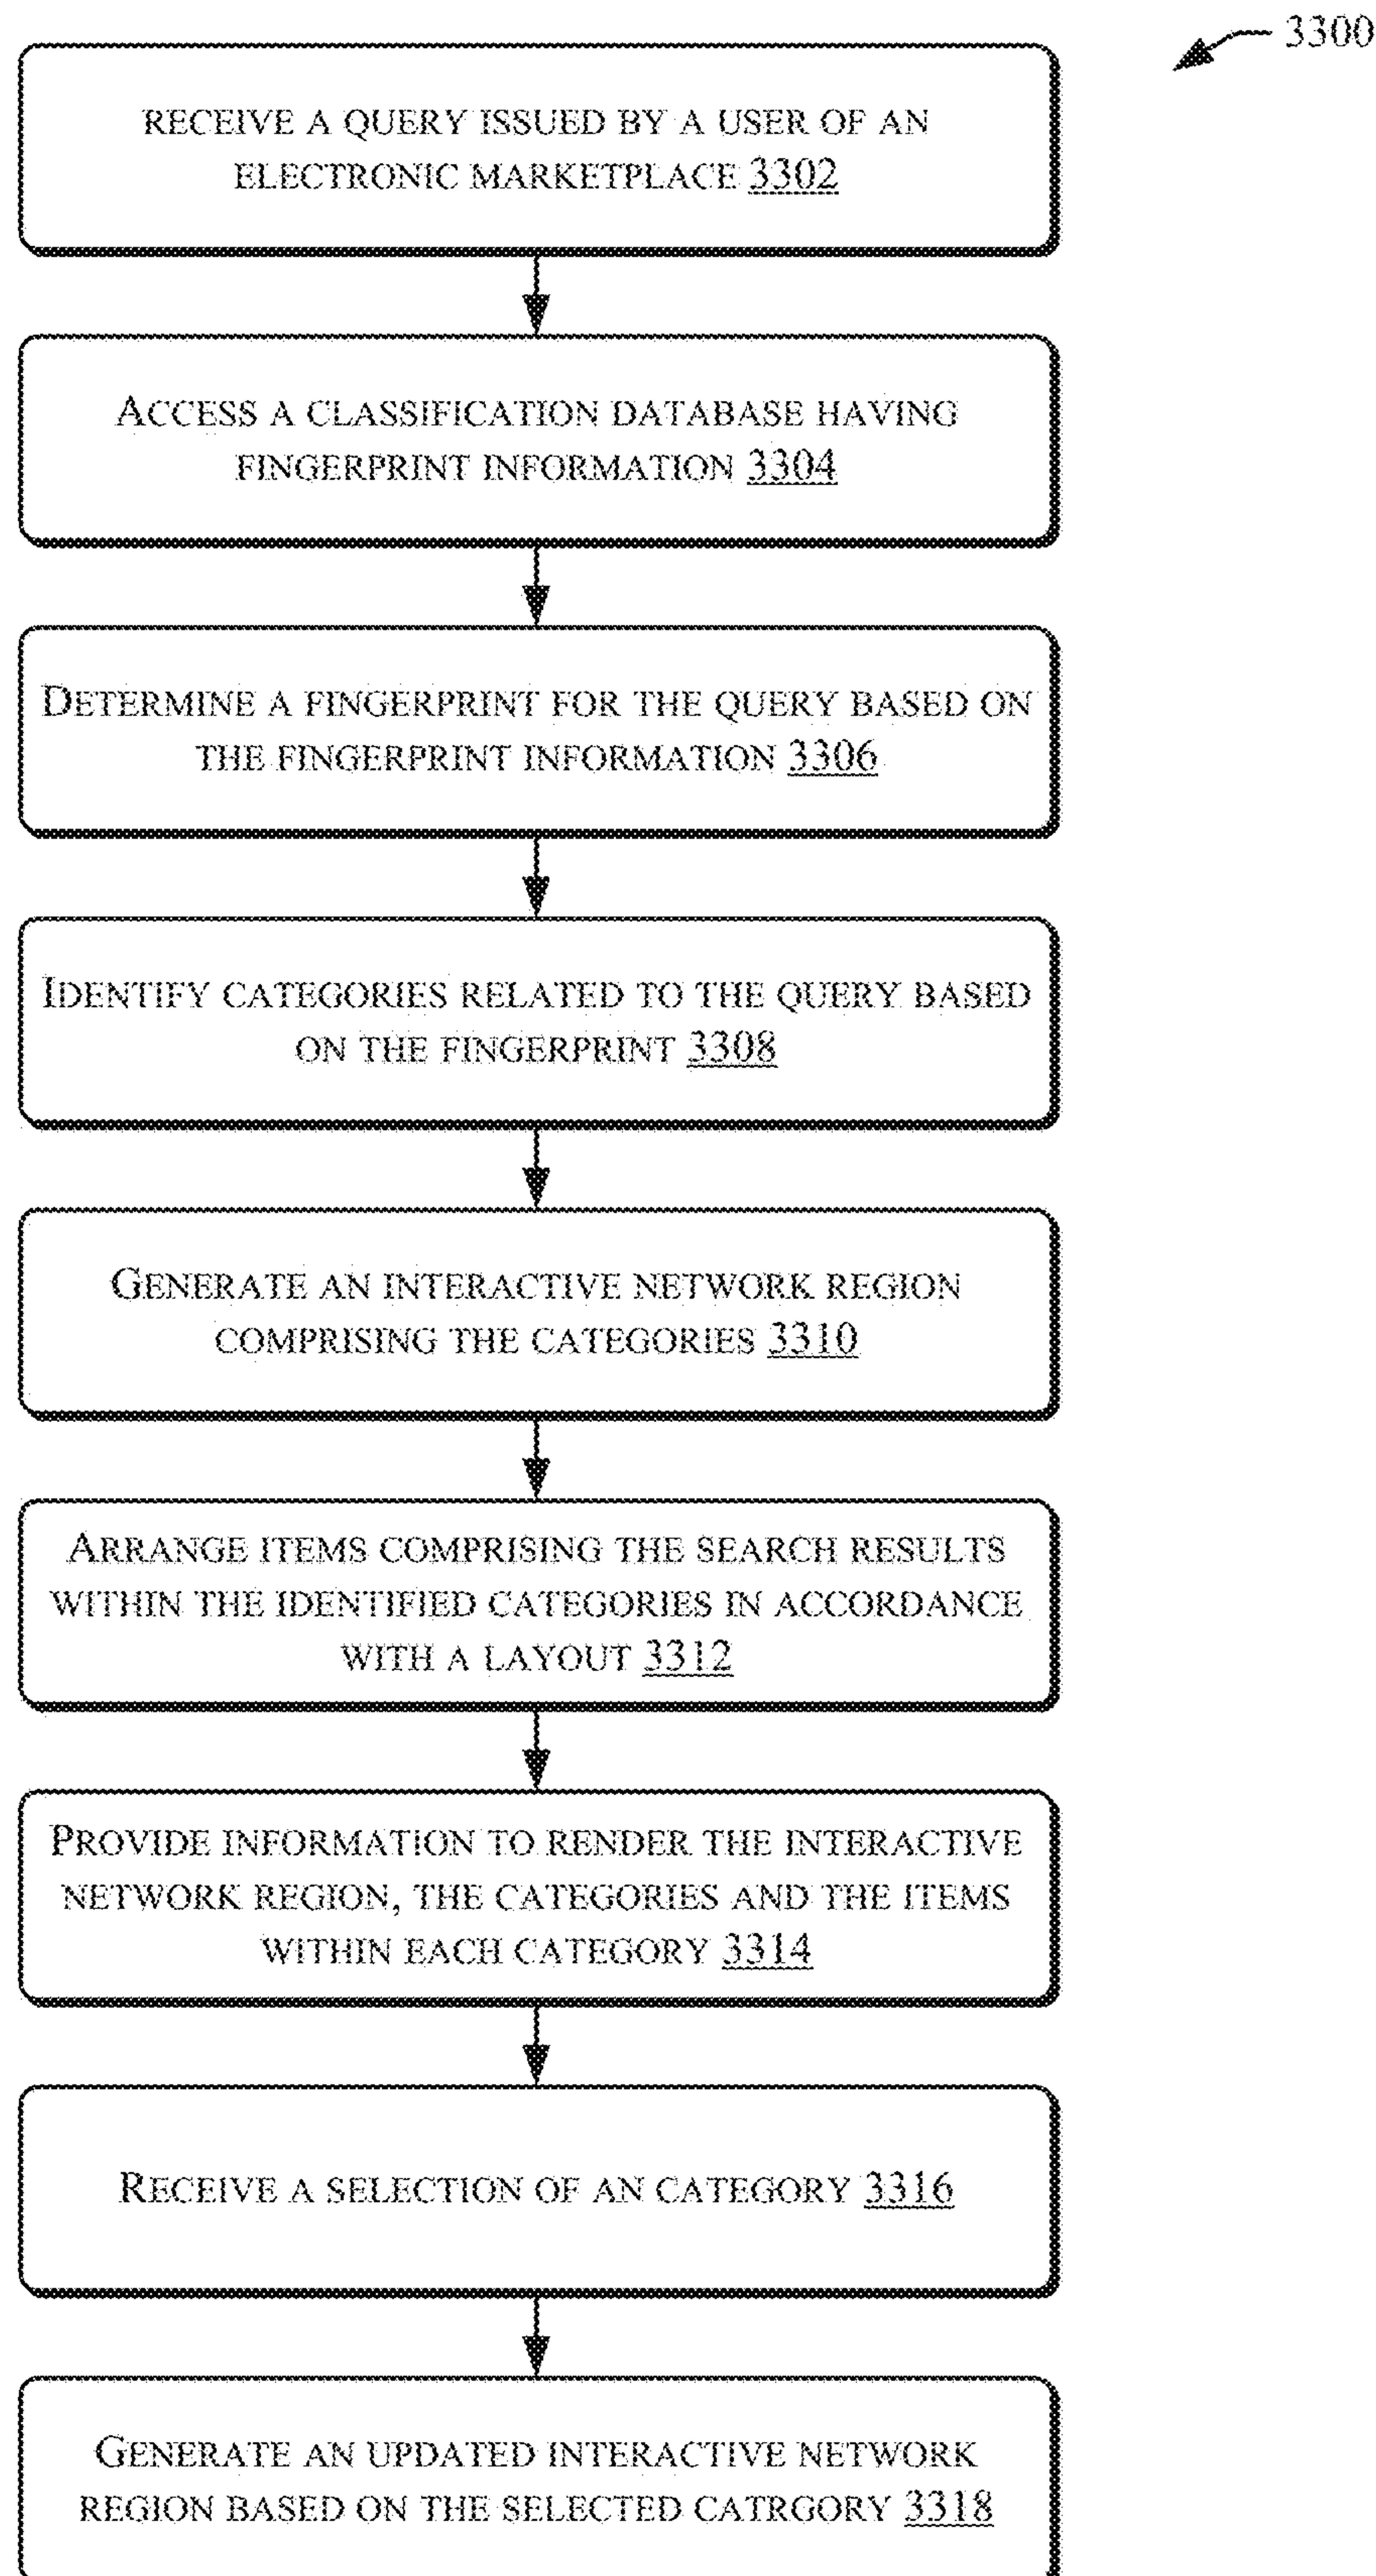 3300
RECEIVE A QUERY ISSUED BY A USER OF AN
ELECTRONIC MARKETPLACE 3302
ACCESS A CLASSIFICATION DATABASE HAVING
FINGERPRINT INFORMATION 3304
DETERMINE A FINGERPRINT FOR THE QUERY BASED ON
THE FINGERPRINT INFORMATION 3306
IDENTIFY CATEGORIES RELATED TO THE QUERY BASED
ON THE FINGERPRINT 3308
GENERATE AN INTERACTIVE NETWORK REGION
COMPRISING THE CATEGORIES 3310
ARRANGE ITEMS COMPRISING THE SEARCH RESULTS
WITHIN THE IDENTIFIED CATEGORIES IN ACCORDANCE
WITH A LAYOUT 3312
PROVIDE INFORMATION TO RENDER THE INTERACTIVE
NETWORK REGION, THE CATEGORIES AND THE ITEMS
WITHIN EACH CATEGORY 3314
RECEIVE A SELECTION OF AN CATEGORY 3316
GENERATE AN UPDATED INTERACTIVE NETWORK
REGION BASED ON THE SELECTED CATRGORY 3318